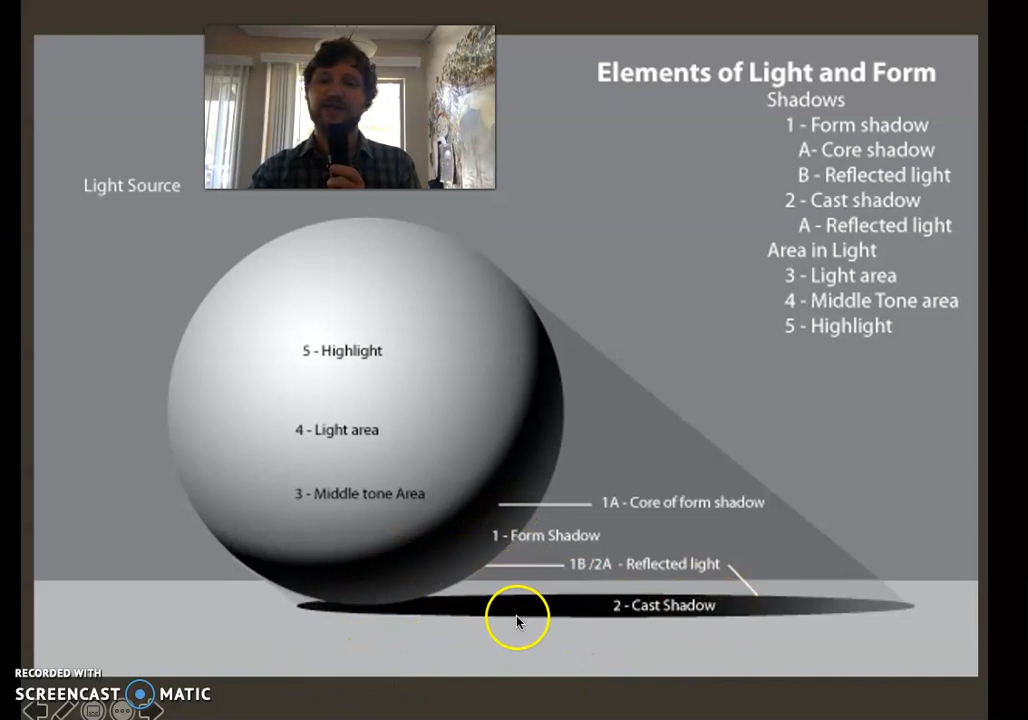 Elements of Light and Form
Shadows
1 - Form shadow
A- Core shadow
B - Reflected light
2 - Cast shadow
A - Reflected light
Area in Light
3 - Light area
4 - Middle Tone area
5 - Highlight
Light Source
5 - Highlight
4 - Light area
3 - Middle tone Area
1A - Core of form shadow
1 - Form Shadow
1B /2A - Reflected light
2 - Cast Shadow
RECORDED WITH
SCREENCAST MATIC